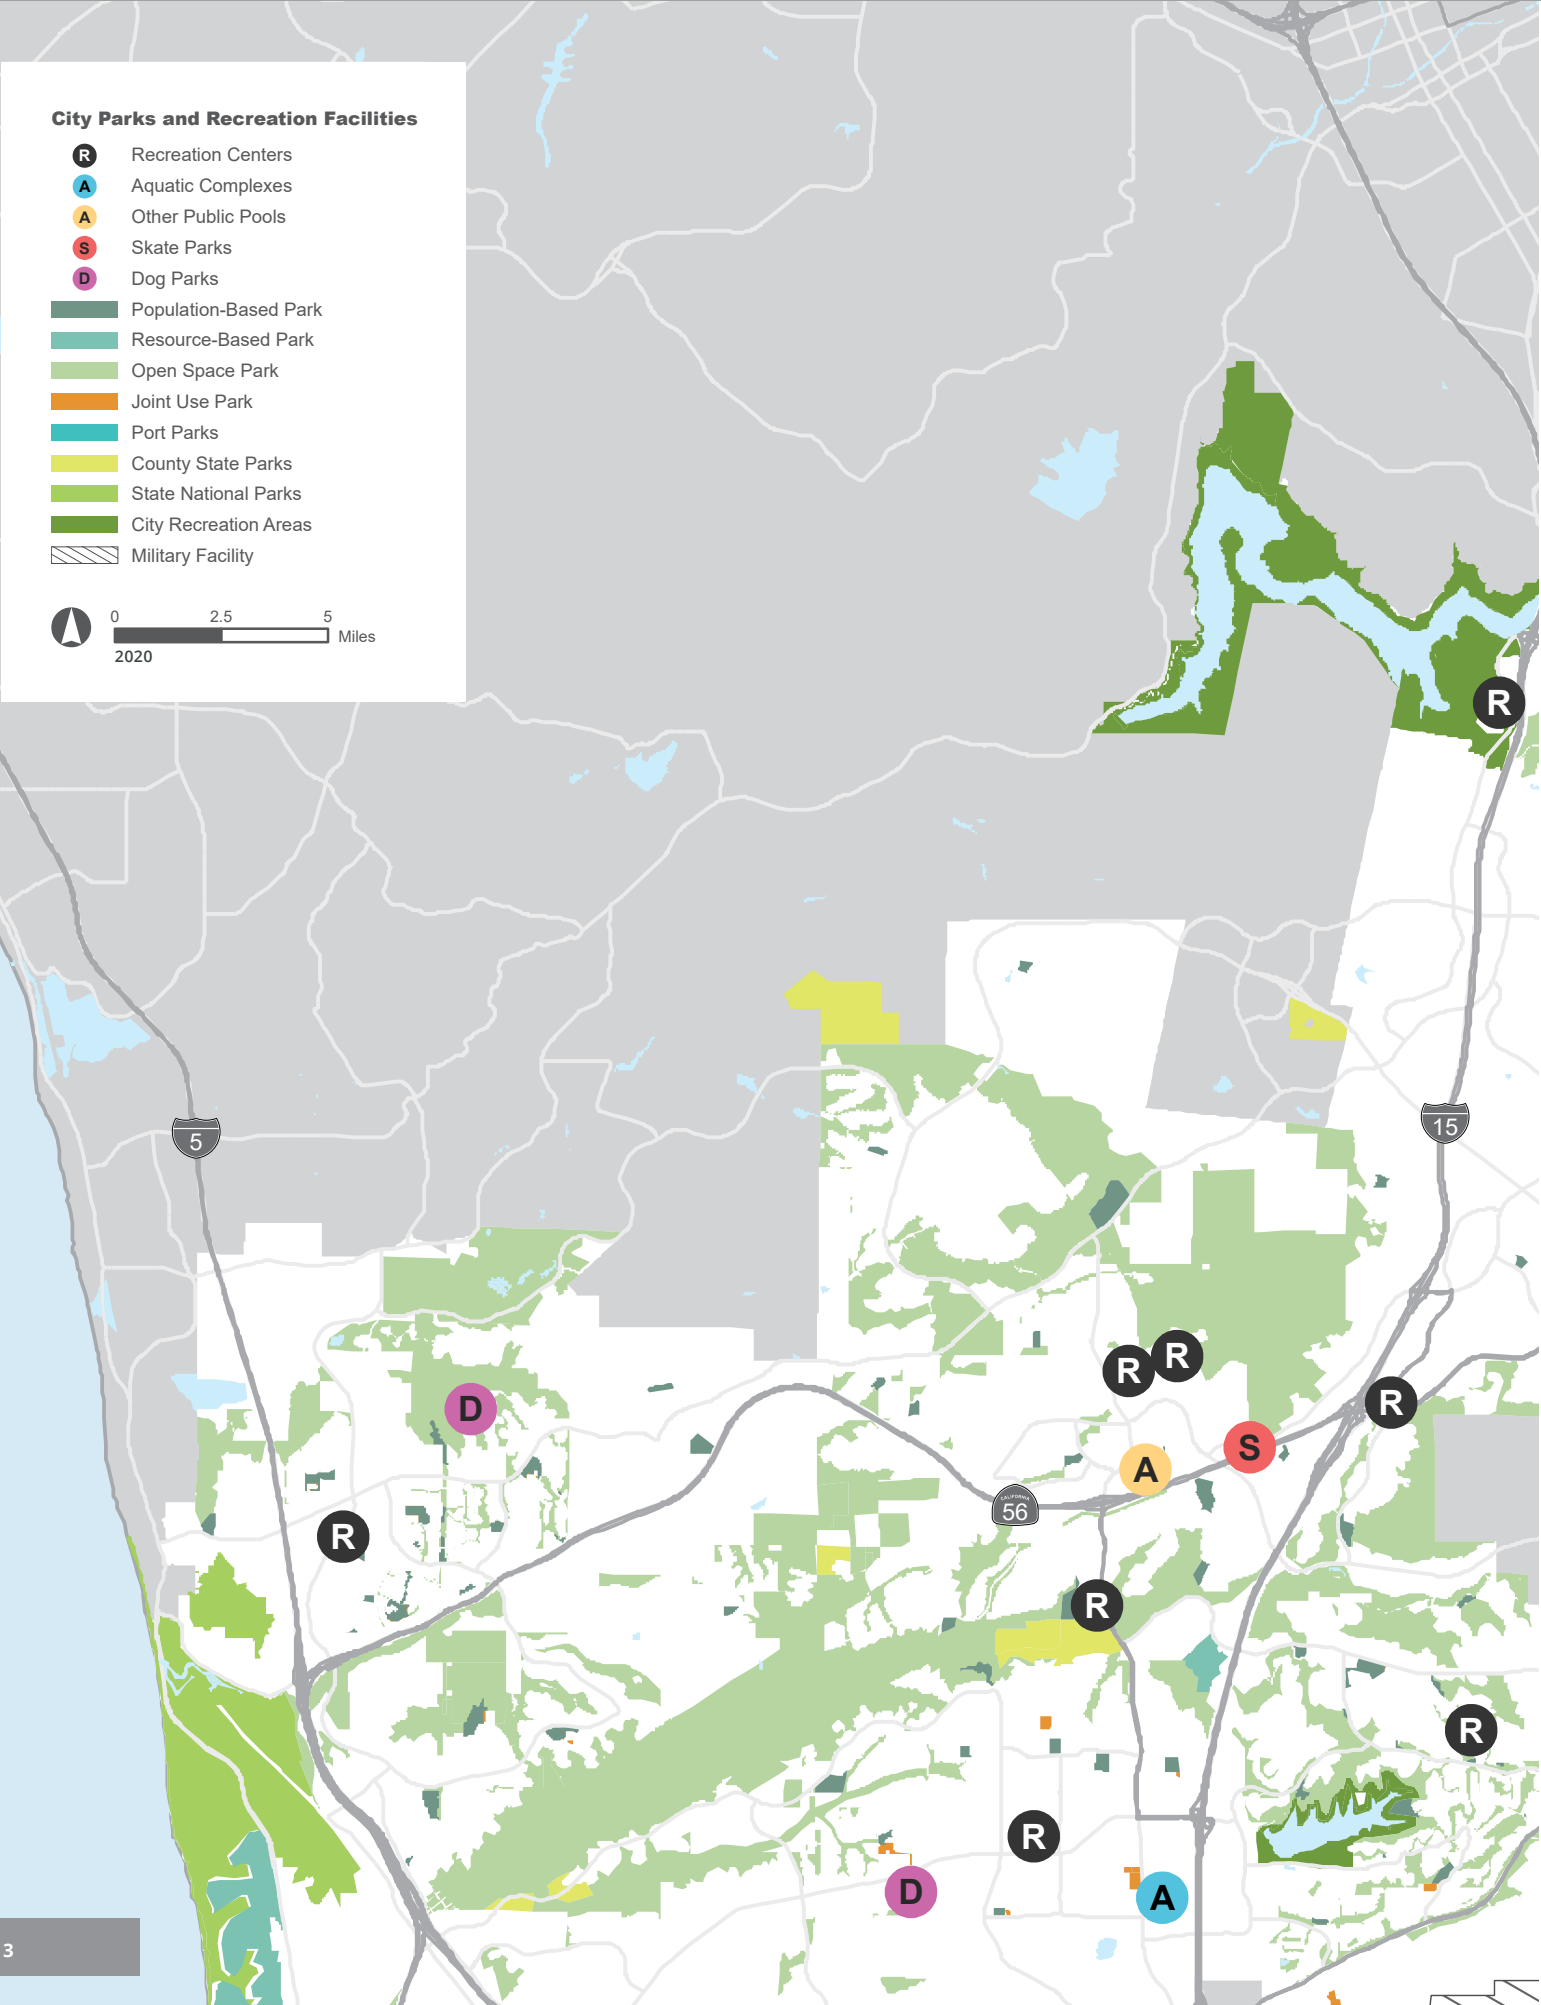 City Parks and Recreation Facilities
R Recreation Centers
A Aquatic Complexes
A Other Public Pools
S Skate Parks
D Dog Parks
Population-Based Park
Resource-Based Park
Open Space Park
Joint Use Park
Port Parks
County State Parks
State National Parks
City Recreation Areas
Military Facility
0 2.5 5
Miles
2020
R
5
15
R R
R
D
S
A
CALIFORNIA
56
R
R
R
R
D
A
3